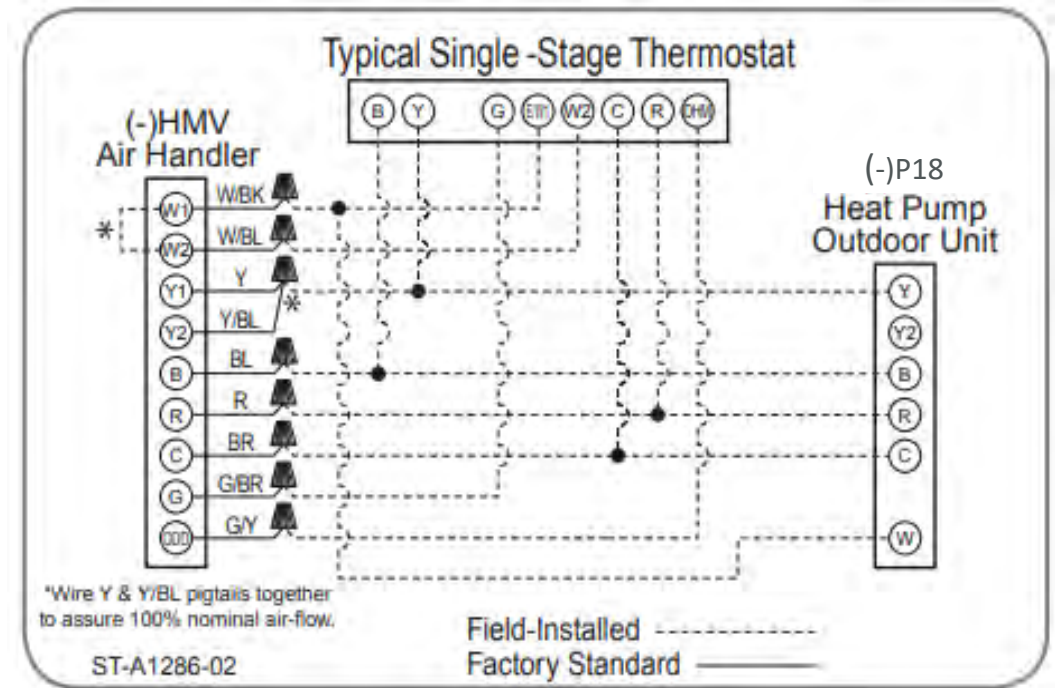 Typical Single -Stage Thermostat
B Y G W2 C R
(-)HMV
Air Handler
W1 W/BK
W2 W/BL
Y1 Y
Y2 Y/BL
B BL
R R
C BR
G G/BR
G/Y
*
*
(-)P18
Heat Pump
Outdoor Unit
Y
Y2
B
R
C
W
*Wire Y & Y/BL pigtails together
to assure 100% nominal air-flow.
ST-A1286-02
Field-Installed
Factory Standard